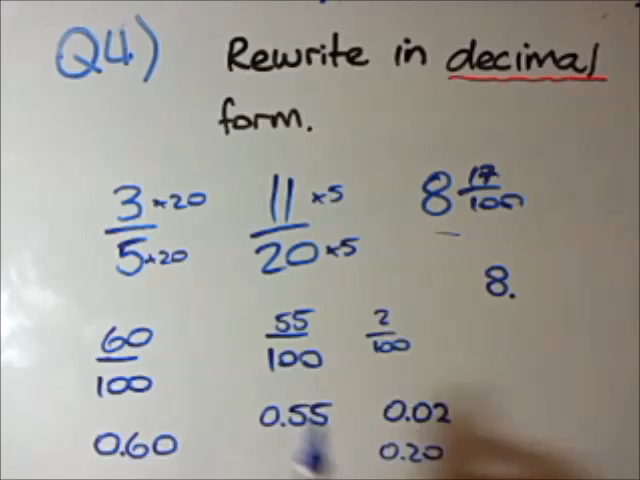 Q4) Rewrite in decimal
form.
3 ×20 11 ×5 8 17
5 ×20 20 ×5 100
8.
60 55 2
100 100 100
0.55 0.02
0.60 0.20